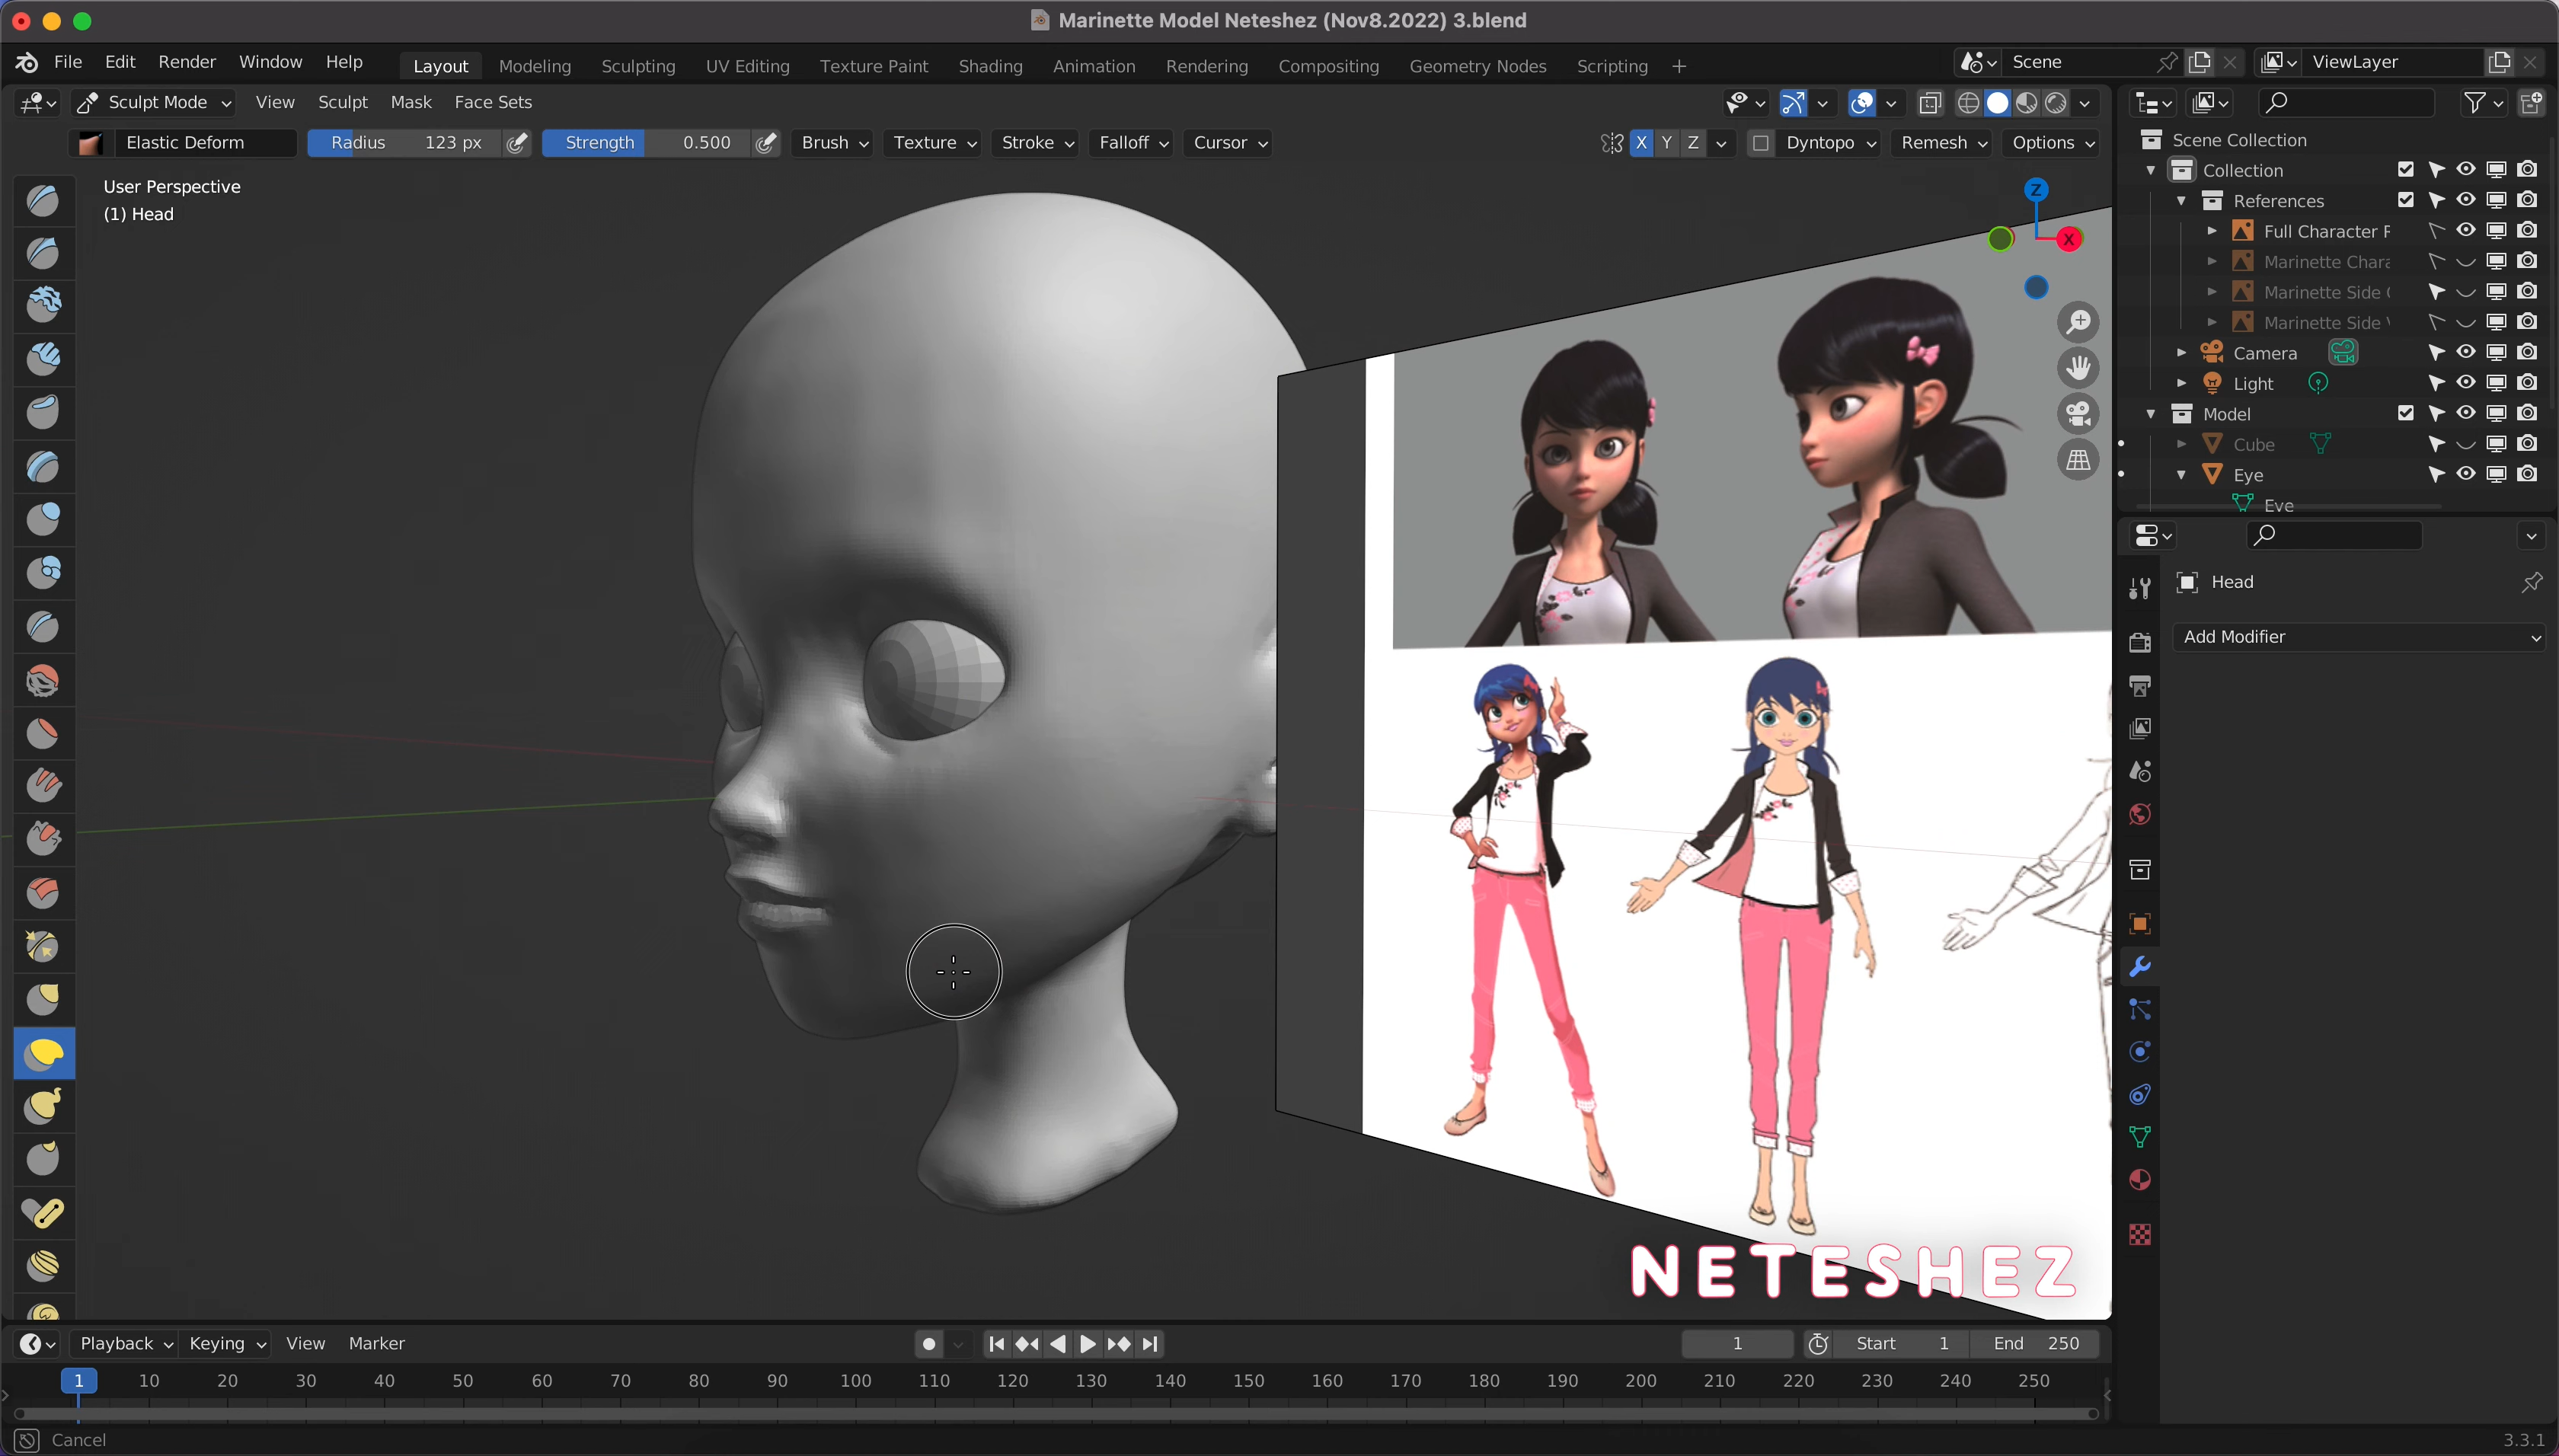 Marinette Model Neteshez (Nov8.2022) 3.blend
File Edit Render Window Help Layout Modeling Sculpting UV Editing Texture Paint Shading Animation Rendering Compositing Geometry Nodes Scripting + Scene ViewLayer
Sculpt Mode View Sculpt Mask Face Sets
Elastic Deform Radius 123 px Strength 0.500 Brush Texture Stroke Falloff Cursor X Y Z Dyntopo Remesh Options
User Perspective
(1) Head
Z
X
Scene Collection
Collection
References
Full Character
Marinette Chara
Marinette Side
Marinette Side
Camera
Light
Model
Cube
Eye
Eye
Head
Add Modifier
NETESHEZ
Playback Keying View Marker 1 Start 1 End 250
1 10 20 30 40 50 60 70 80 90 100 110 120 130 140 150 160 170 180 190 200 210 220 230 240 250
Cancel 3.3.1